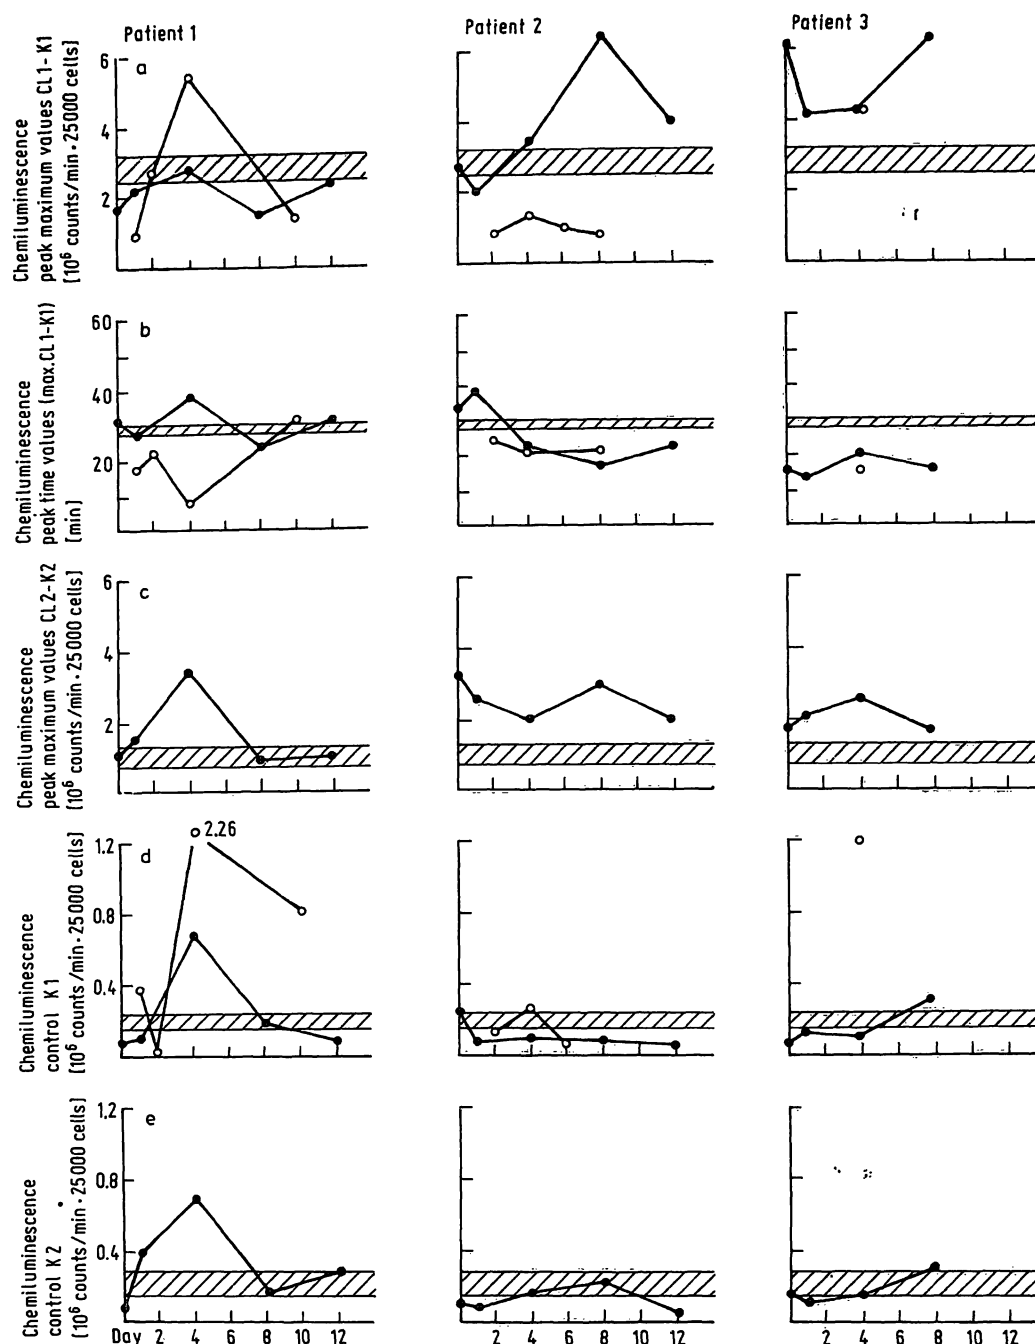 Patient 1
Patient 2
Patient 3
Chemiluminescence
peak maximum values CL1-K1
[10⁶ counts/min·25000 cells]
6
4
2
a
Chemiluminescence
peak time values (max.CL1-K1)
[min]
60
40
20
b
Chemiluminescence
peak maximum values CL2-K2
[10⁶ counts/min·25000 cells]
6
4
2
c
Chemiluminescence
control K1
[10⁶ counts/min·25000 cells]
1.2
0.8
0.4
d
2.26
Chemiluminescence
control K2
[10⁶ counts/min·25000 cells]
1.2
0.8
0.4
e
Day 2 4 6 8 10 12
2 4 6 8 10 12
2 4 6 8 10 12